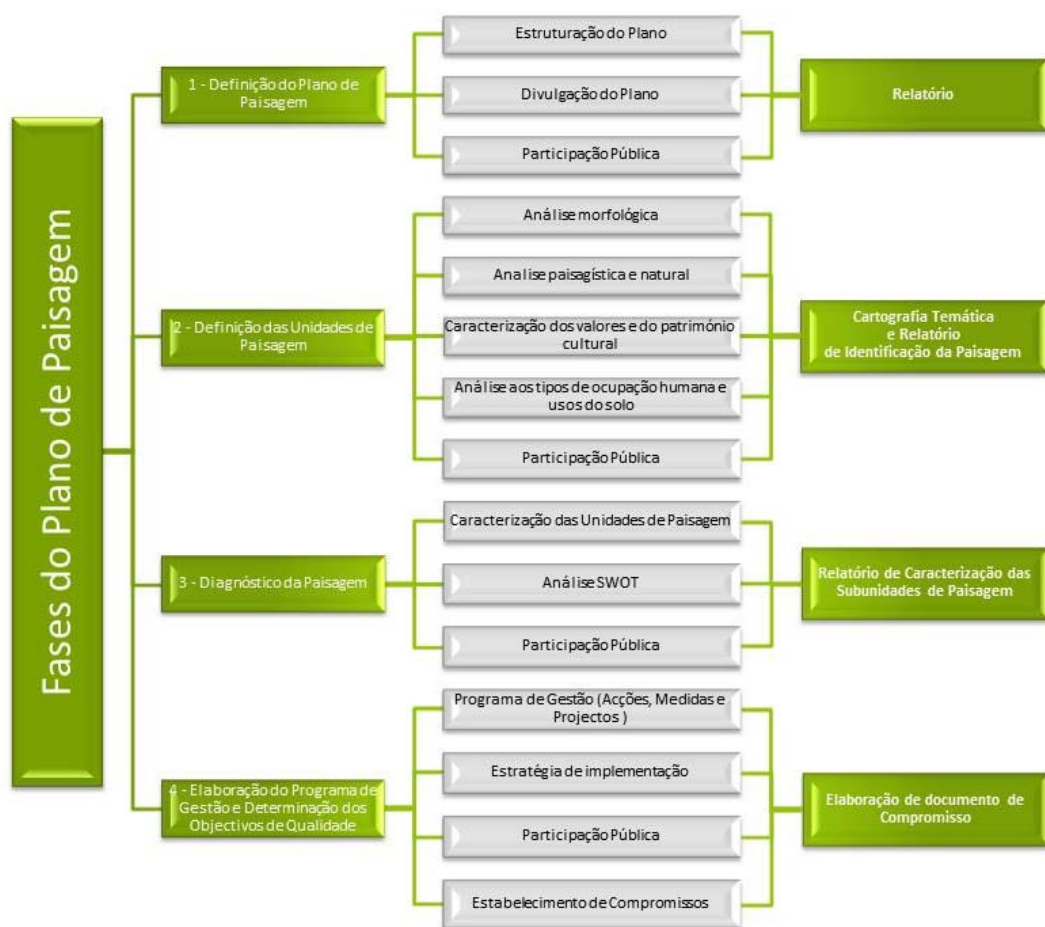 Fases do Plano de Paisagem
1 - Definição do Plano de
Paisagem
Estruturação do Plano
Divulgação do Plano
Participação Pública
Relatório
2 - Definição das Unidades de
Paisagem
Análise morfológica
Analise paisagística e natural
Caracterização dos valores e do património
cultural
Análise aos tipos de ocupação humana e
usos do solo
Participação Pública
Cartografia Temática
e Relatório
de Identificação da Paisagem
3 - Diagnóstico da Paisagem
Caracterização das Unidades de Paisagem
Análise SWOT
Participação Pública
Relatório de Caracterização das
Subunidades de Paisagem
4 - Elaboração do Programa de
Gestão e Determinação dos
Objectivos de Qualidade
Programa de Gestão (Acções, Medidas e
Projectos )
Estratégia de implementação
Participação Pública
Estabelecimento de Compromissos
Elaboração de documento de
Compromisso